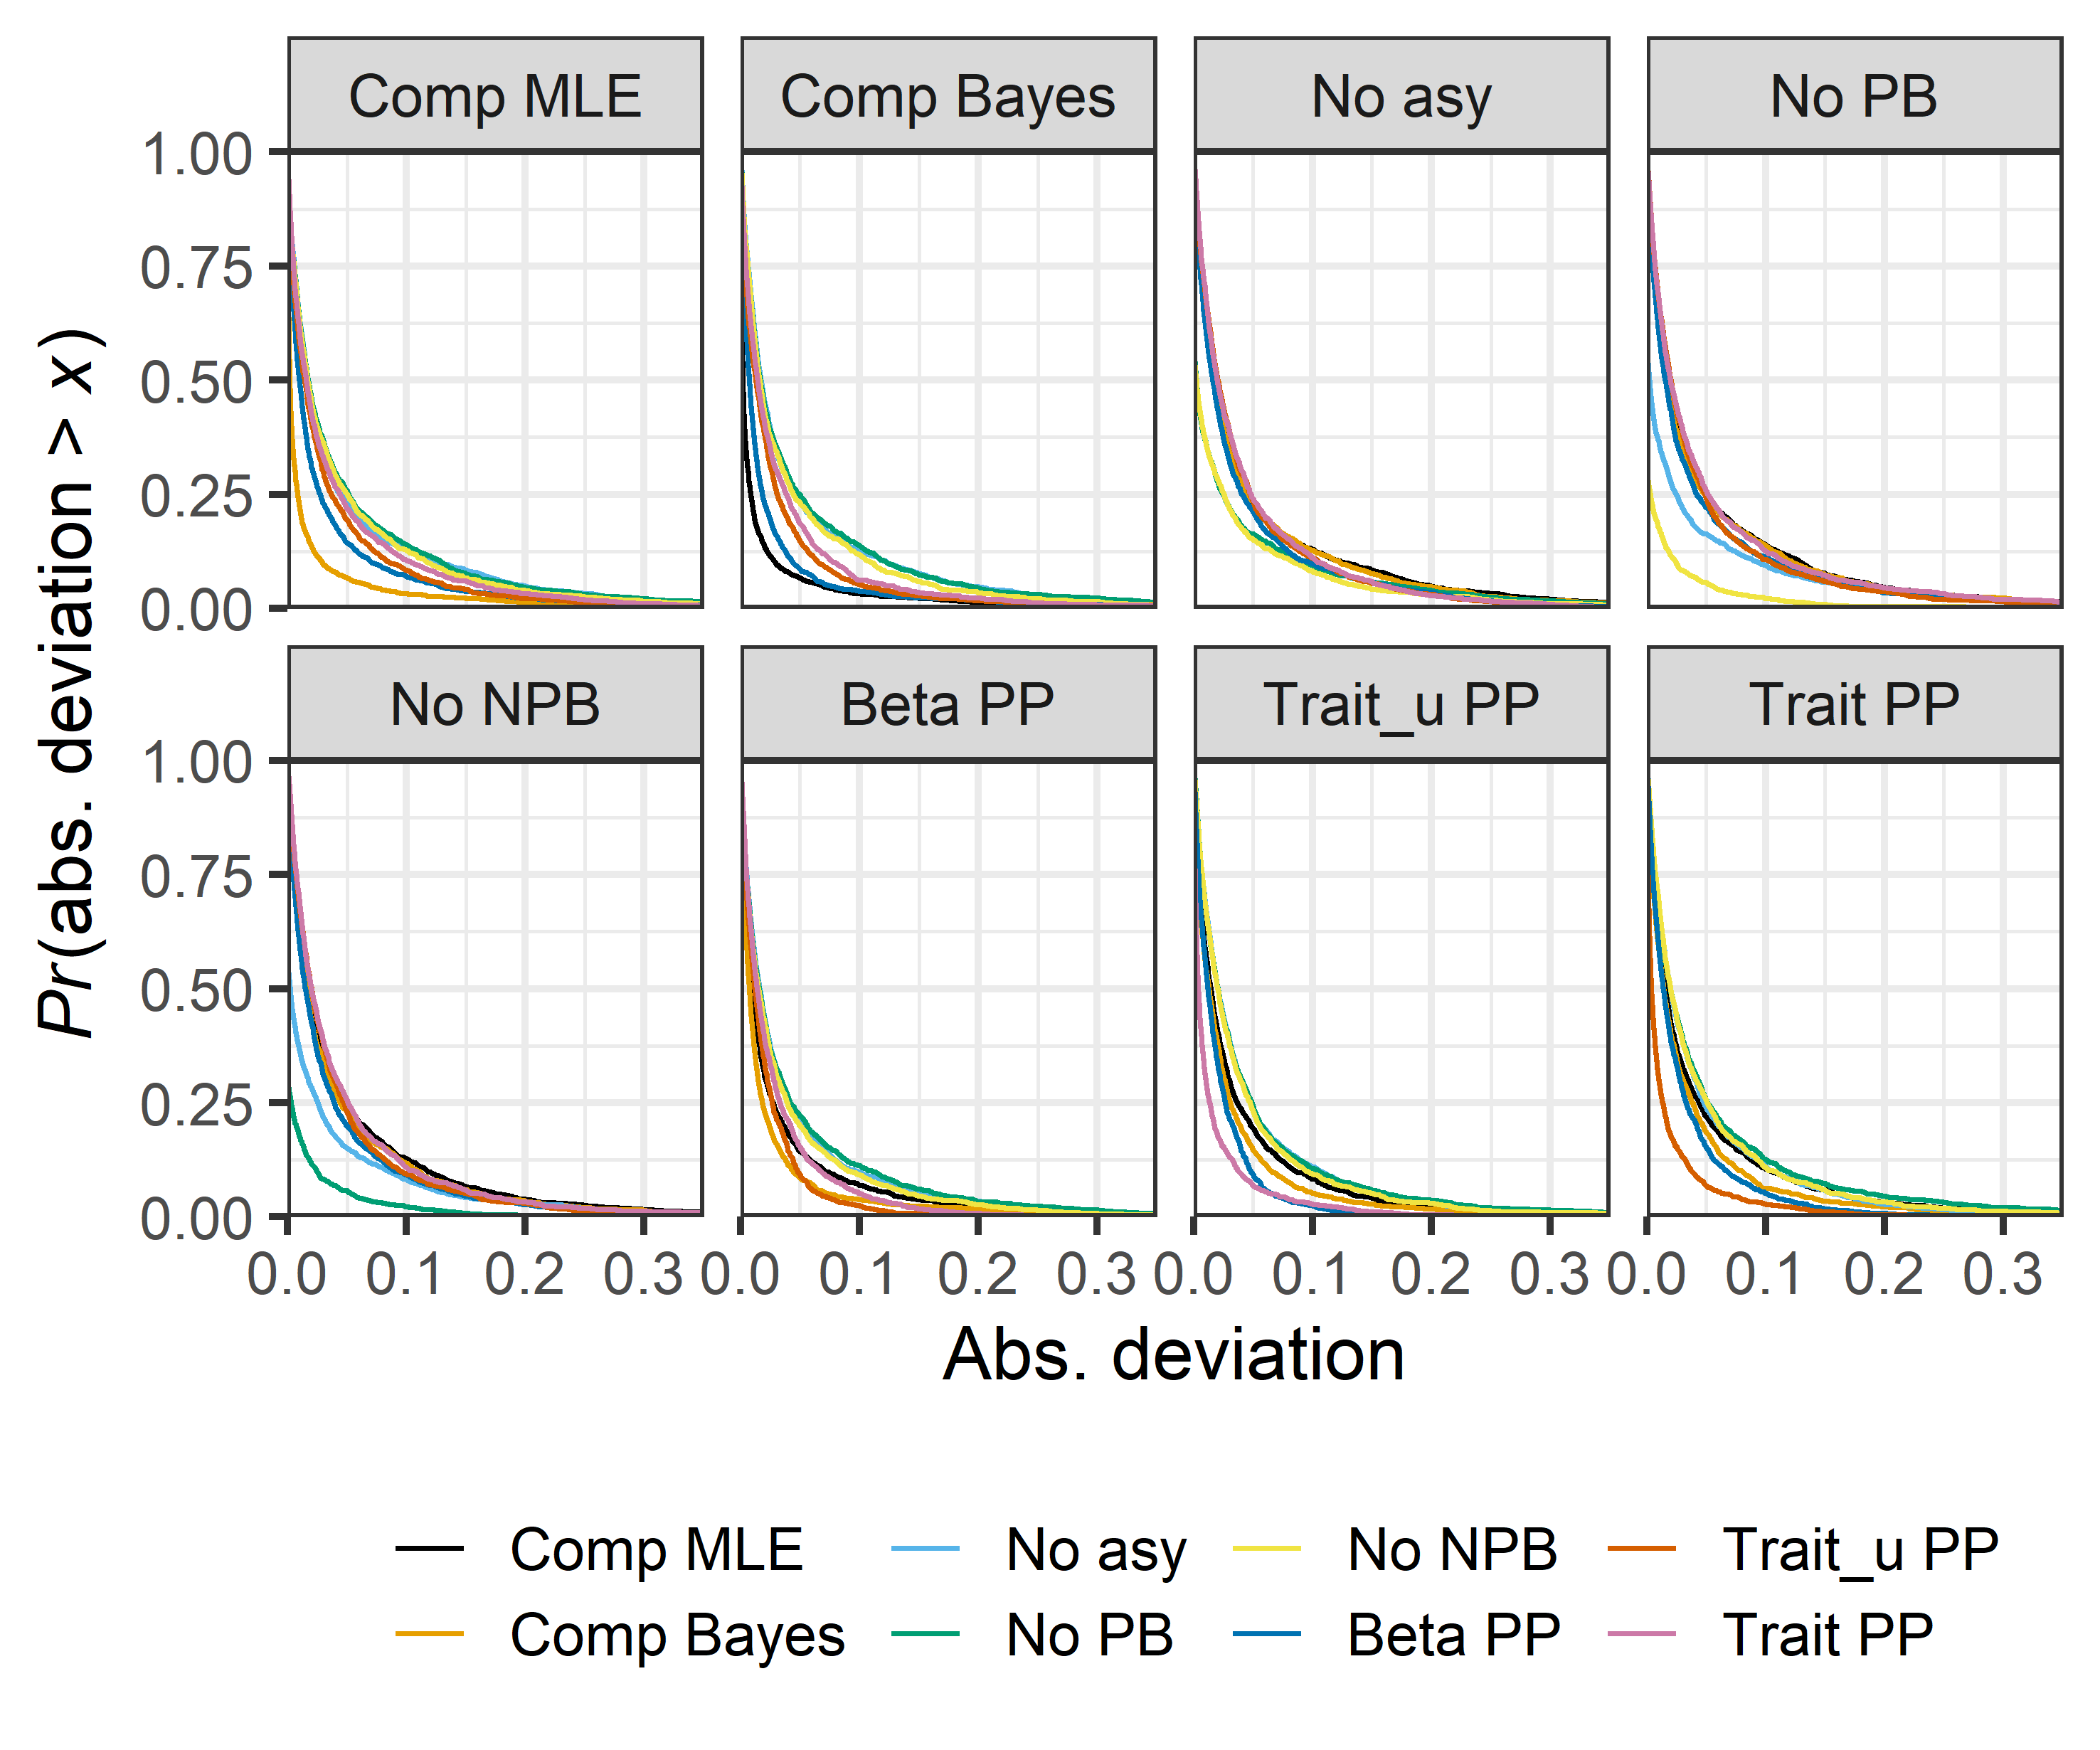 Comp MLE Comp Bayes No asy No PB
1.00
0.75
0.50
0.25
0.00
No NPB Beta PP Trait_u PP Trait PP
1.00
0.75
0.50
0.25
0.00
0.0 0.1 0.2 0.3 0.0 0.1 0.2 0.3 0.0 0.1 0.2 0.3 0.0 0.1 0.2 0.3
Pr(abs. deviation > x)
Abs. deviation
Comp MLE No asy No NPB Trait_u PP
Comp Bayes No PB Beta PP Trait PP